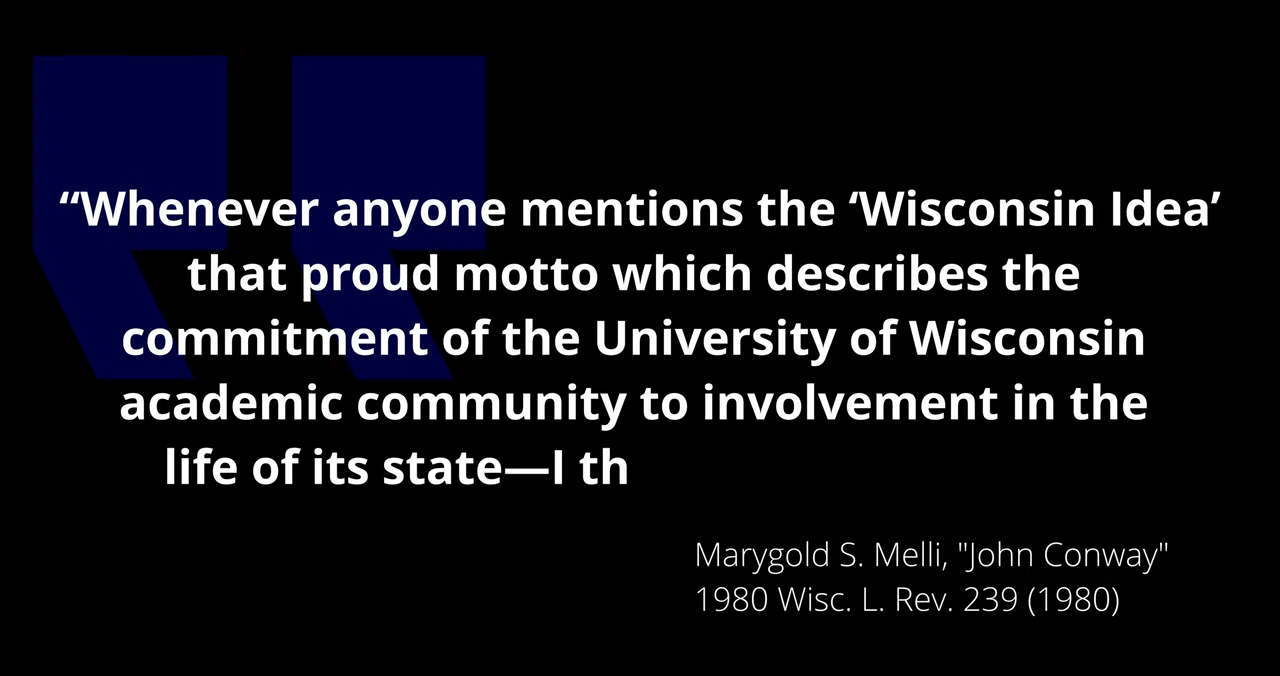 “Whenever anyone mentions the ‘Wisconsin Idea’
that proud motto which describes the
commitment of the University of Wisconsin
academic community to involvement in the
life of its state—I th
Marygold S. Melli, "John Conway"
1980 Wisc. L. Rev. 239 (1980)